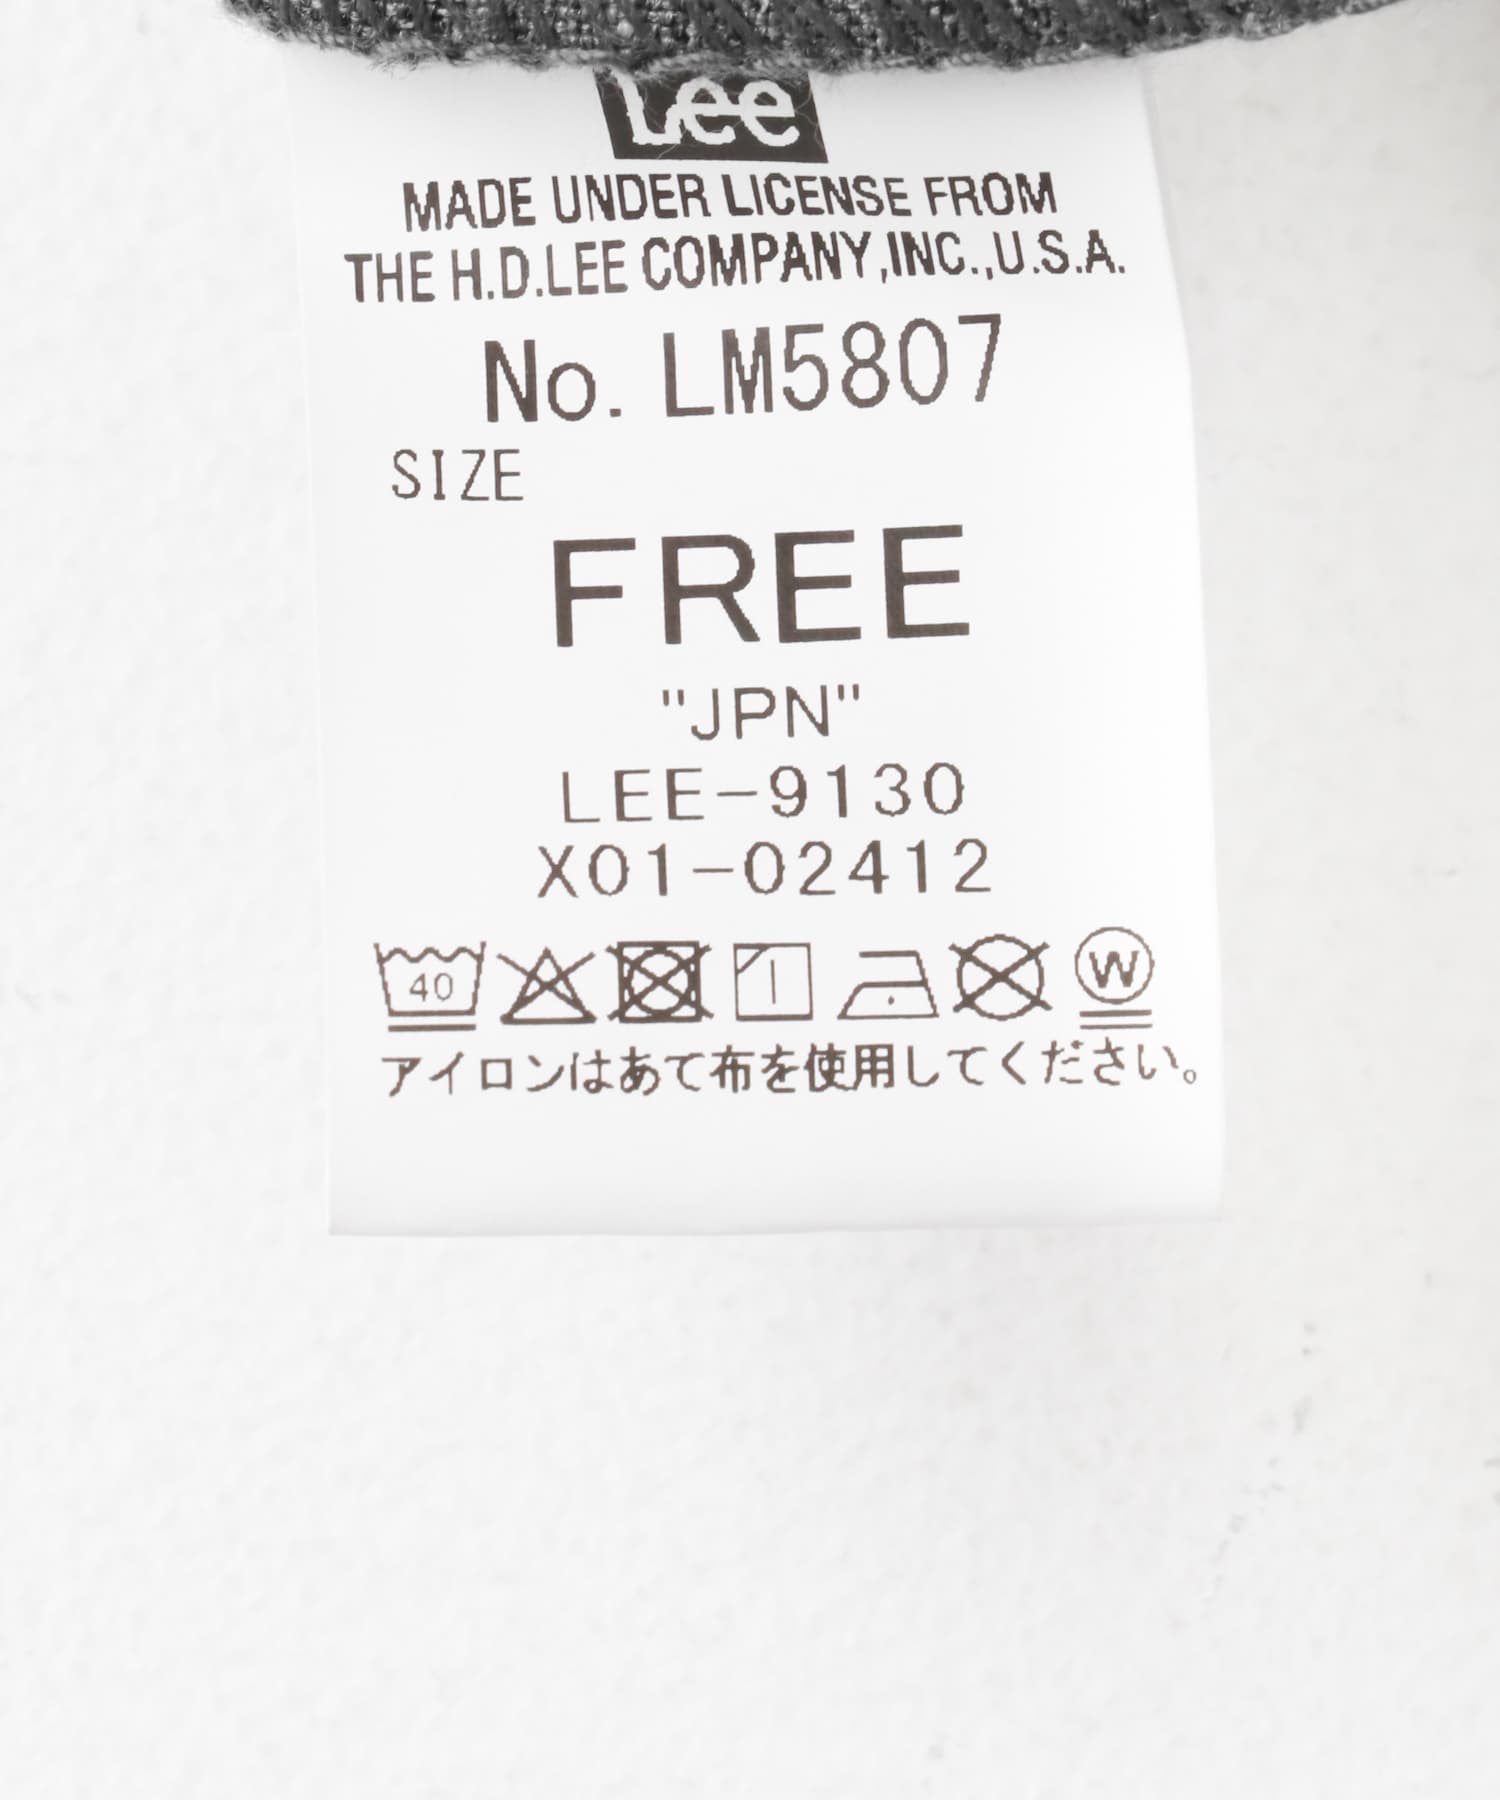 Lee
MADE UNDER LICENSE FROM
THE H.D.LEE COMPANY,INC.,U.S.A.
No. LM5807
SIZE
FREE
"JPN"
LEE-9130
X01-02412
40 W
アイロンはあて布を使用してください。